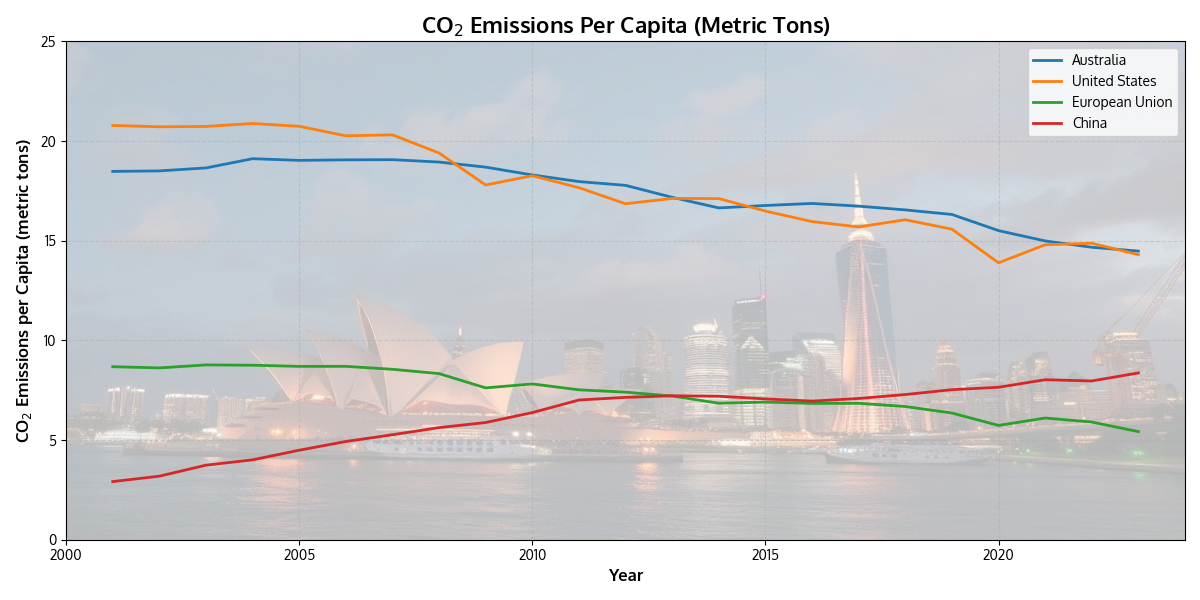 CO₂ Emissions Per Capita (Metric Tons)
Australia
United States
European Union
China
CO₂ Emissions per Capita (metric tons)
25
20
15
10
5
0
2000 2005 2010 2015 2020
Year